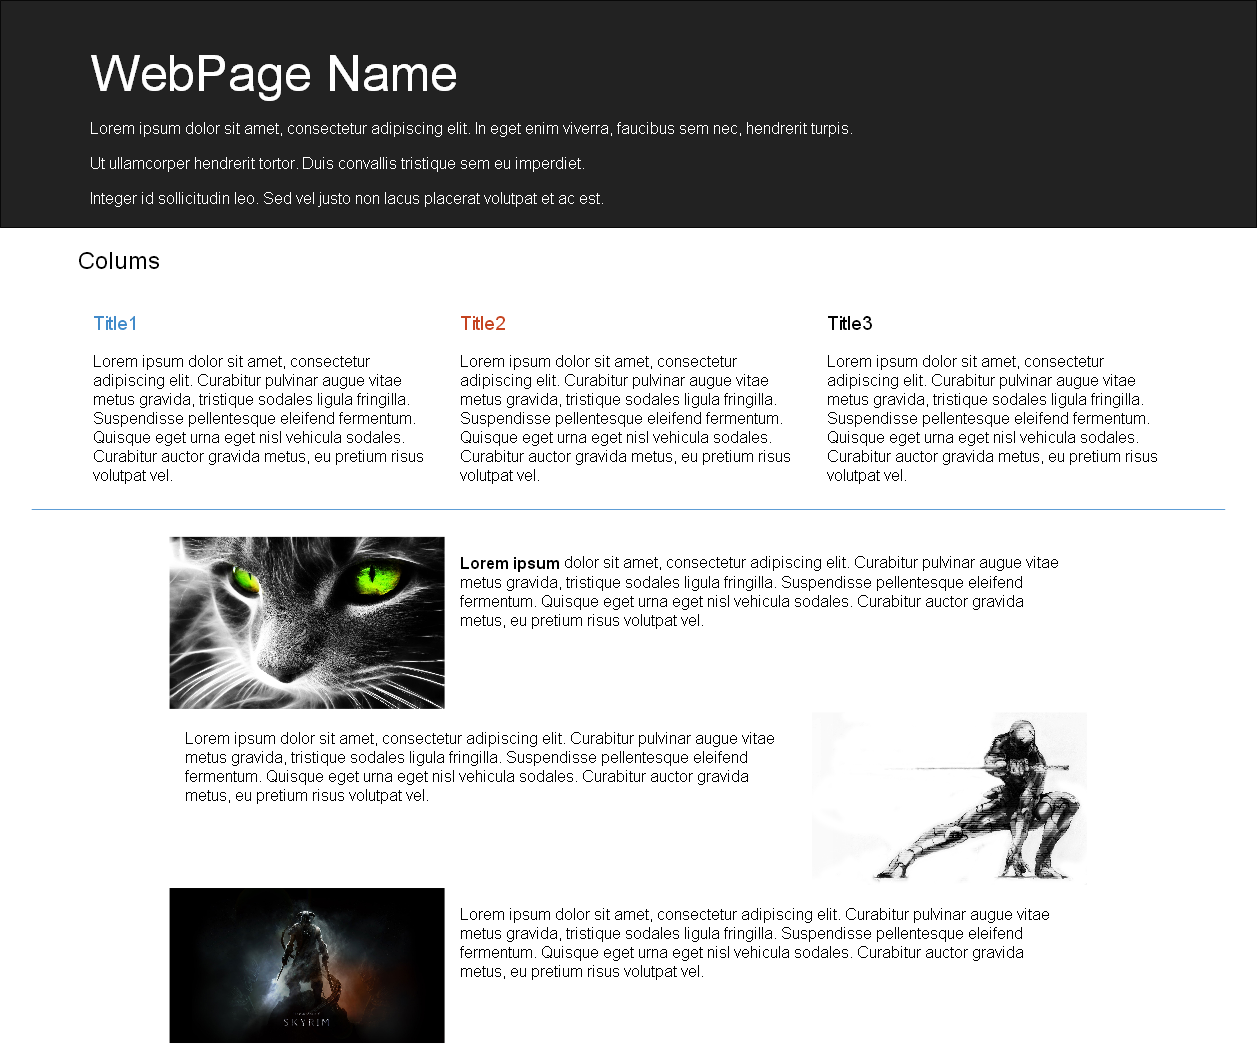 WebPage Name
Lorem ipsum dolor sit amet, consectetur adipiscing elit. In eget enim viverra, faucibus sem nec, hendrerit turpis.
Ut ullamcorper hendrerit tortor. Duis convallis tristique sem eu imperdiet.
Integer id sollicitudin leo. Sed vel justo non lacus placerat volutpat et ac est.
Colums
Title1
Lorem ipsum dolor sit amet, consectetur
adipiscing elit. Curabitur pulvinar augue vitae
metus gravida, tristique sodales ligula fringilla.
Suspendisse pellentesque eleifend fermentum.
Quisque eget urna eget nisl vehicula sodales.
Curabitur auctor gravida metus, eu pretium risus
volutpat vel.
Title2
Lorem ipsum dolor sit amet, consectetur
adipiscing elit. Curabitur pulvinar augue vitae
metus gravida, tristique sodales ligula fringilla.
Suspendisse pellentesque eleifend fermentum.
Quisque eget urna eget nisl vehicula sodales.
Curabitur auctor gravida metus, eu pretium risus
volutpat vel.
Title3
Lorem ipsum dolor sit amet, consectetur
adipiscing elit. Curabitur pulvinar augue vitae
metus gravida, tristique sodales ligula fringilla.
Suspendisse pellentesque eleifend fermentum.
Quisque eget urna eget nisl vehicula sodales.
Curabitur auctor gravida metus, eu pretium risus
volutpat vel.
Lorem ipsum dolor sit amet, consectetur adipiscing elit. Curabitur pulvinar augue vitae
metus gravida, tristique sodales ligula fringilla. Suspendisse pellentesque eleifend
fermentum. Quisque eget urna eget nisl vehicula sodales. Curabitur auctor gravida
metus, eu pretium risus volutpat vel.
Lorem ipsum dolor sit amet, consectetur adipiscing elit. Curabitur pulvinar augue vitae
metus gravida, tristique sodales ligula fringilla. Suspendisse pellentesque eleifend
fermentum. Quisque eget urna eget nisl vehicula sodales. Curabitur auctor gravida
metus, eu pretium risus volutpat vel.
SKYRIM
Lorem ipsum dolor sit amet, consectetur adipiscing elit. Curabitur pulvinar augue vitae
metus gravida, tristique sodales ligula fringilla. Suspendisse pellentesque eleifend
fermentum. Quisque eget urna eget nisl vehicula sodales. Curabitur auctor gravida
metus, eu pretium risus volutpat vel.